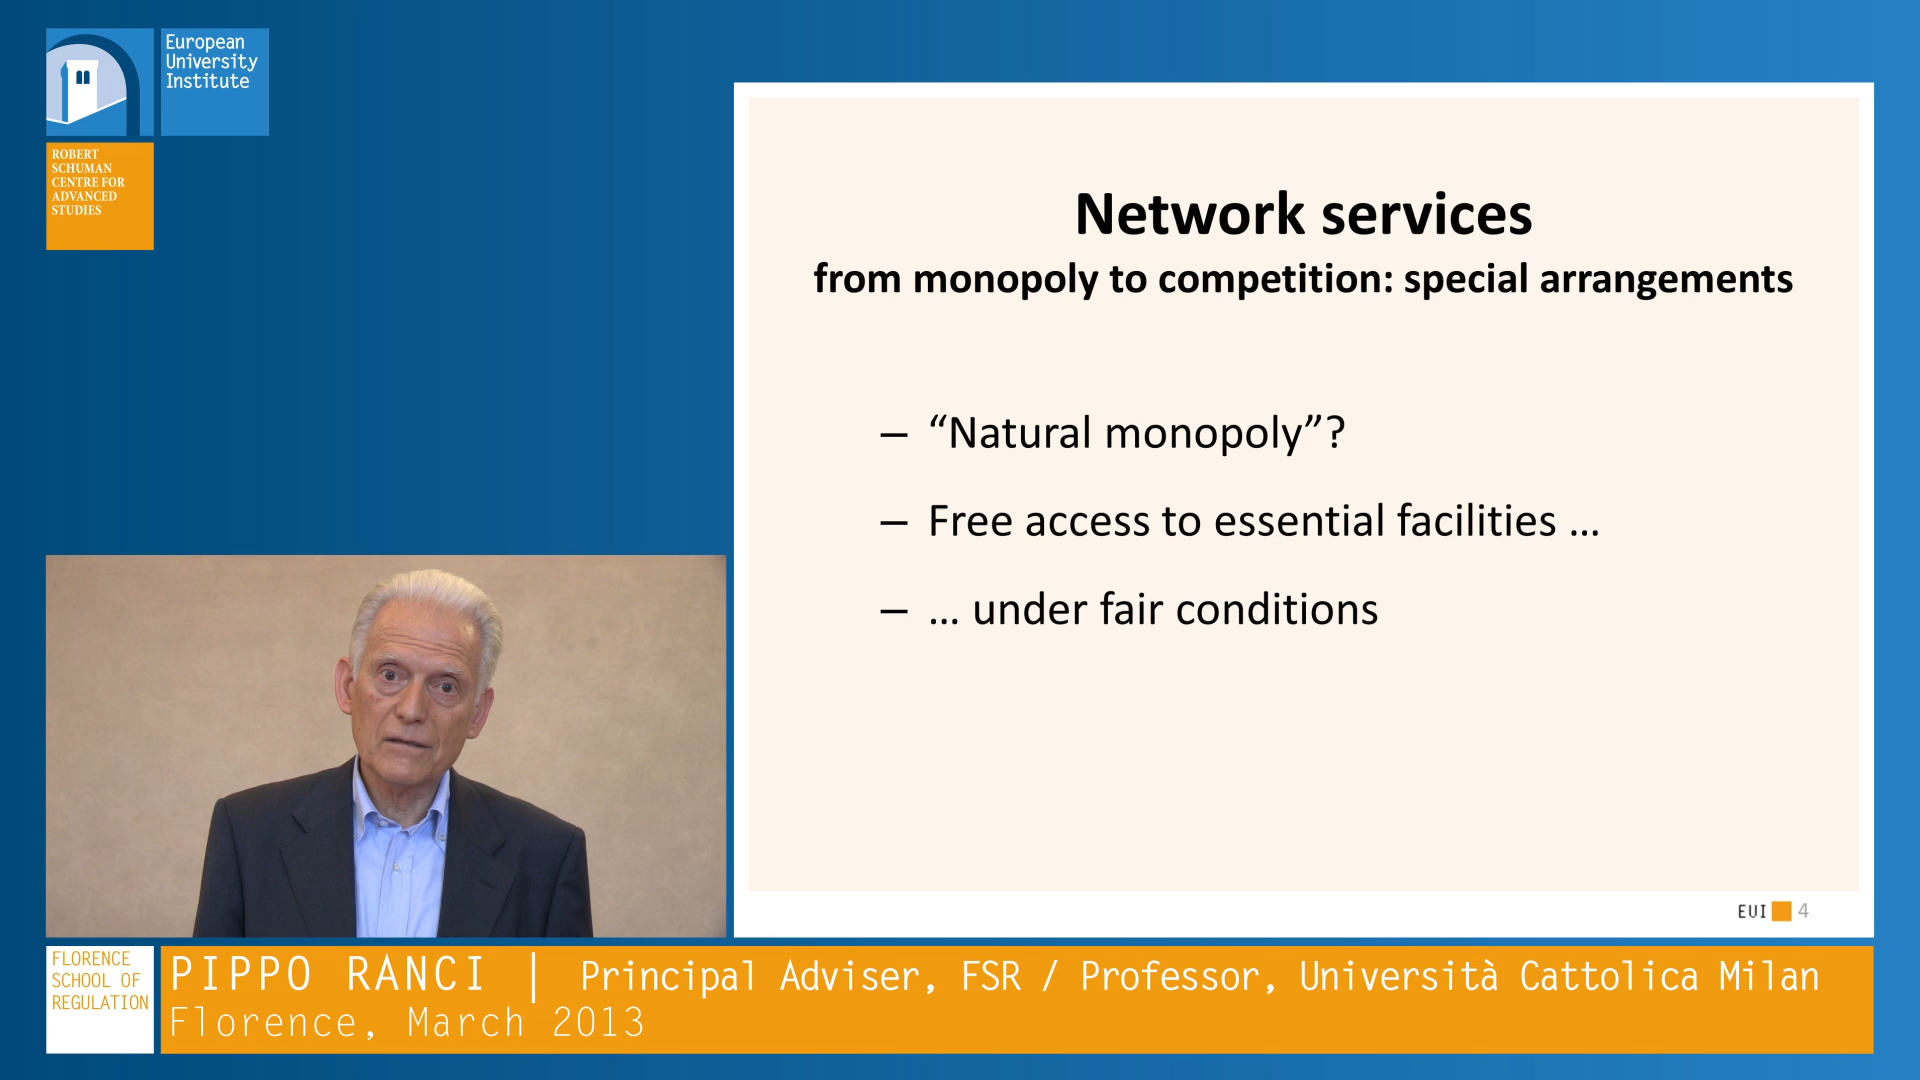 European
University
Institute
ROBERT
SCHUMAN
CENTRE FOR
ADVANCED
STUDIES
Network services
from monopoly to competition: special arrangements
– “Natural monopoly”?
– Free access to essential facilities ...
– ... under fair conditions
EUI 4
FLORENCE
SCHOOL OF
REGULATION
PIPPO RANCI | Principal Adviser, FSR / Professor, Università Cattolica Milan
Florence, March 2013